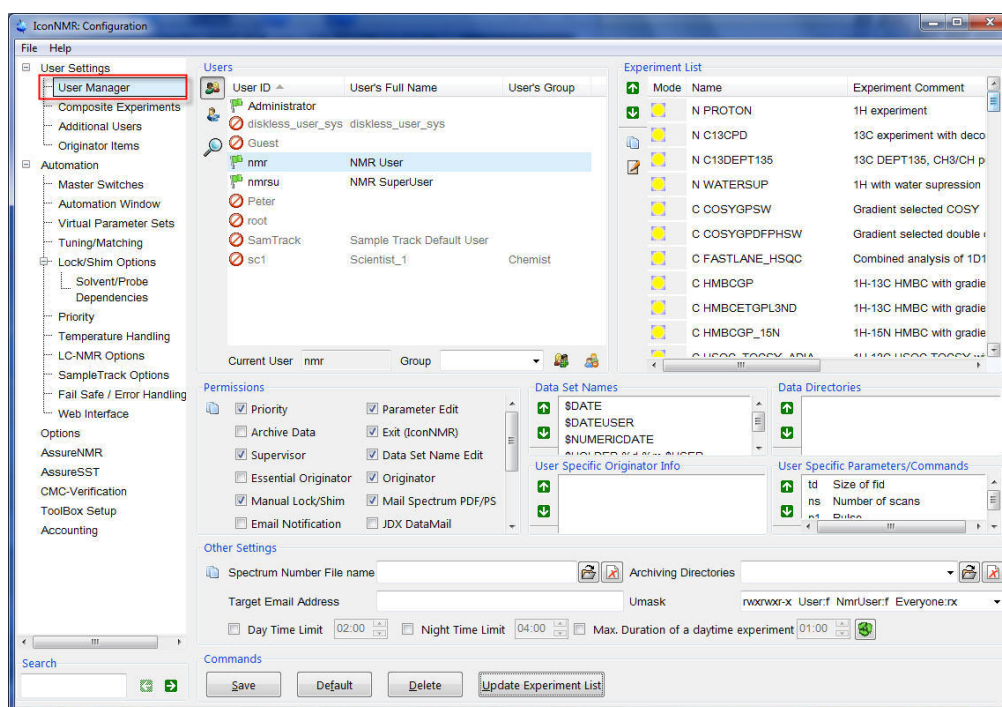 IconNMR: Configuration
File Help
User Settings
User Manager
Composite Experiments
Additional Users
Originator Items
Automation
Master Switches
Automation Window
Virtual Parameter Sets
Tuning/Matching
Lock/Shim Options
Solvent/Probe
Dependencies
Priority
Temperature Handling
LC-NMR Options
SampleTrack Options
Fail Safe / Error Handling
Web Interface
Options
AssureNMR
AssureSST
CMC-Verification
ToolBox Setup
Accounting
Search
Users
User ID User's Full Name User's Group
Administrator
diskless_user_sys diskless_user_sys
Guest
nmr NMR User
nmrsu NMR SuperUser
Peter
root
SamTrack Sample Track Default User
sc1 Scientist_1 Chemist
Current User nmr Group
Experiment List
Mode Name Experiment Comment
N PROTON 1H experiment
N C13CPD 13C experiment with deco
N C13DEPT135 13C DEPT135, CH3/CH p
N WATERSUP 1H with water supression
C COSYGPSW Gradient selected COSY
C COSYGPDFPHSW Gradient selected double
C FASTLANE_HSQC Combined analysis of 1D1
C HMBCGP 1H-13C HMBC with gradie
C HMBCETGPL3ND 1H-13C HMBC with gradie
C HMBCGP_15N 1H-15N HMBC with gradie
Permissions
Priority Parameter Edit
Archive Data Exit (IconNMR)
Supervisor Data Set Name Edit
Essential Originator Originator
Manual Lock/Shim Mail Spectrum PDF/PS
Email Notification JDX DataMail
Data Set Names
$DATE
$DATEUSER
$NUMERICDATE
Data Directories
User Specific Originator Info
User Specific Parameters/Commands
td Size of fid
ns Number of scans
Other Settings
Spectrum Number File name Archiving Directories
Target Email Address Umask rwxrwxr-x User:f NmrUser:f Everyone:rx
Day Time Limit 02:00 Night Time Limit 04:00 Max. Duration of a daytime experiment 01:00
Commands
Save Default Delete Update Experiment List